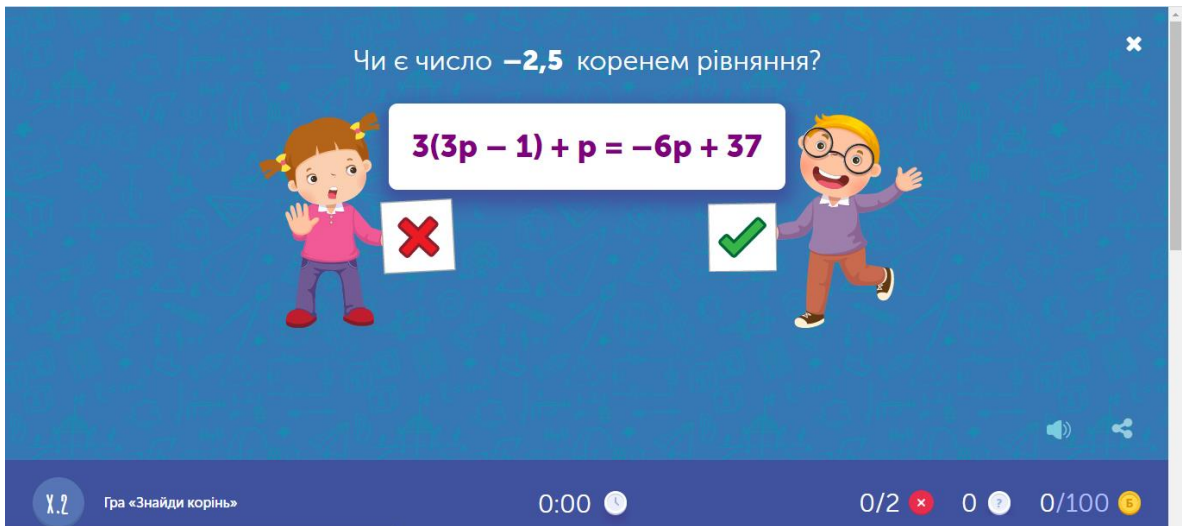 Чи є число −2,5 коренем рівняння?
3(3p − 1) + p = −6p + 37
X.2 Гра «Знайди корінь» 0:00 0/2 0 ? 0/100 Б